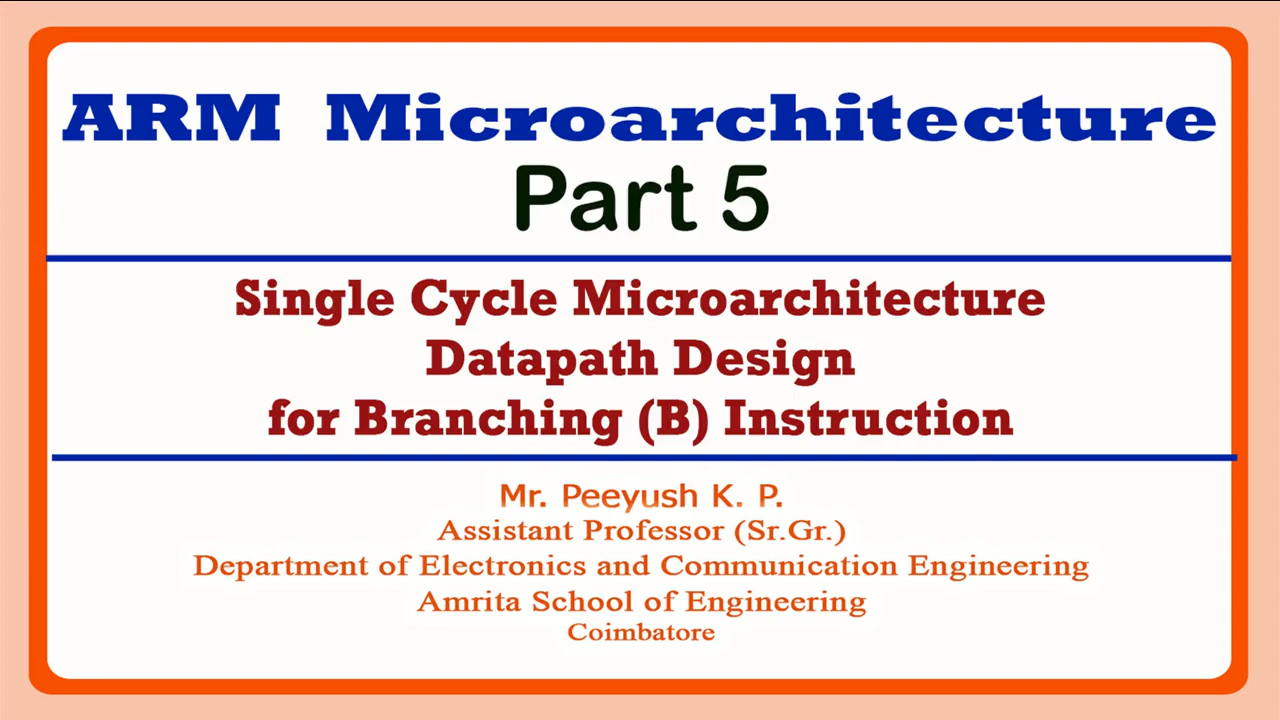 ARM Microarchitecture
Part 5
Single Cycle Microarchitecture
Datapath Design
for Branching (B) Instruction
Mr. Peeyush K. P.
Assistant Professor (Sr.Gr.)
Department of Electronics and Communication Engineering
Amrita School of Engineering
Coimbatore